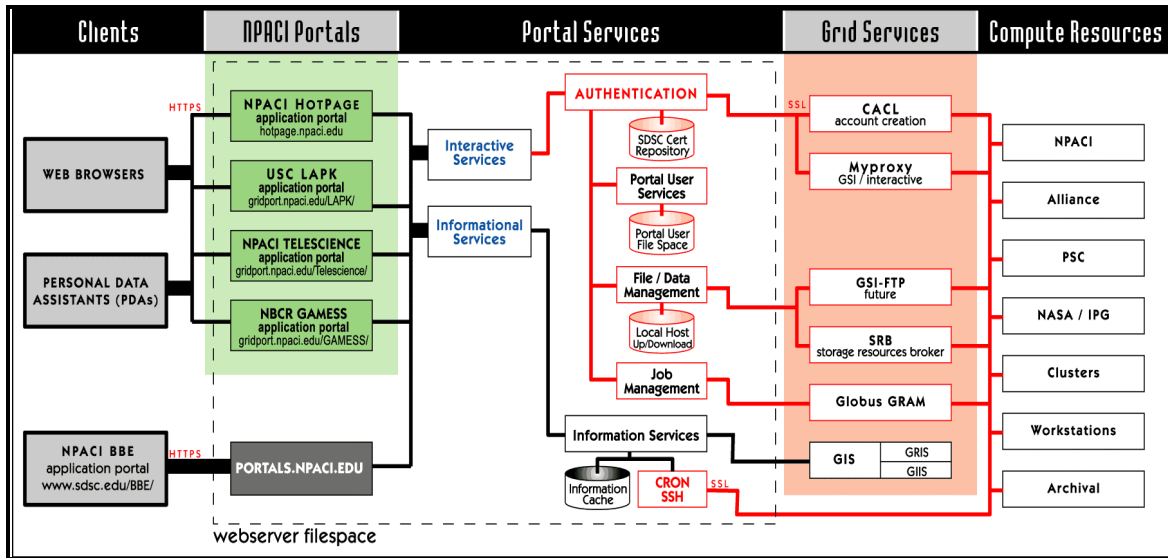 Clients
NPACI Portals
Portal Services
Grid Services
Compute Resources
WEB BROWSERS
PERSONAL DATA
ASSISTANTS (PDAs)
NPACI BBE
application portal
www.sdsc.edu/BBE/
HTTPS
HTTPS
NPACI HOTPAGE
application portal
hotpage.npaci.edu
USC LAPK
application portal
gridport.npaci.edu/LAPK/
NPACI TELESCIENCE
application portal
gridport.npaci.edu/Telescience/
NBCR GAMESS
application portal
gridport.npaci.edu/GAMESS/
PORTALS.NPACI.EDU
webserver filespace
Interactive
Services
Informational
Services
AUTHENTICATION
SDSC Cert
Repository
Portal User
Services
Portal User
File Space
File / Data
Management
Local Host
Up/Download
Job
Management
Information Services
Information
Cache
CRON
SSH
SSL
SSL
CACL
account creation
Myproxy
GSI / interactive
GSI-FTP
future
SRB
storage resources broker
Globus GRAM
GIS
GRIS
GIIS
NPACI
Alliance
PSC
NASA / IPG
Clusters
Workstations
Archival